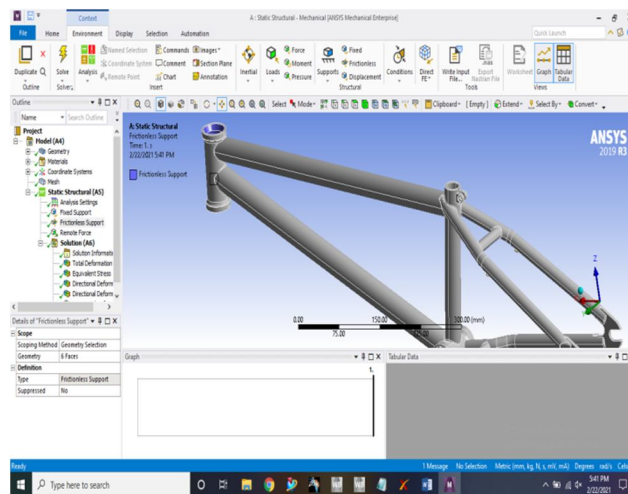 Context
A : Static Structural - Mechanical [ANSYS Mechanical Enterprise]
File Home Environment Display Selection Automation
Quick Launch
Duplicate Q
Outline
Solve
Solver
Analysis
Named Selection
Coordinate System
Remote Point
Commands
Comment
Chart
Images
Section Plane
Annotation
Insert
Inertial
Loads
Force
Moment
Pressure
Supports
Fixed
Frictionless
Displacement
Structural
Conditions
Direct FE
Write Input File...
Export Nastran File
Tools
Worksheet
Graph
Tabular Data
Views
Outline
Name Search Outline
Select Mode Clipboard [ Empty ] Extend Select By Convert
Project
Model (A4)
Geometry
Materials
Coordinate Systems
Mesh
Static Structural (A5)
Analysis Settings
Fixed Support
Frictionless Support
Remote Force
Solution (A6)
Solution Informati
Total Deformation
Equivalent Stress
Directional Deform
Directional Deform
A: Static Structural
Frictionless Support
Time: 1. s
2/22/2021 5:41 PM
Frictionless Support
ANSYS
2019 R3
Z
0.00 150.00 300.00 (mm)
75.00
Details of "Frictionless Support"
Scope
Scoping Method Geometry Selection
Geometry 6 Faces
Definition
Type Frictionless Support
Suppressed No
Graph
1.
Tabular Data
Ready
1 Message No Selection Metric (mm, kg, N, s, mV, mA) Degrees rad/s Cels
Type here to search
5:41 PM
2/22/2021